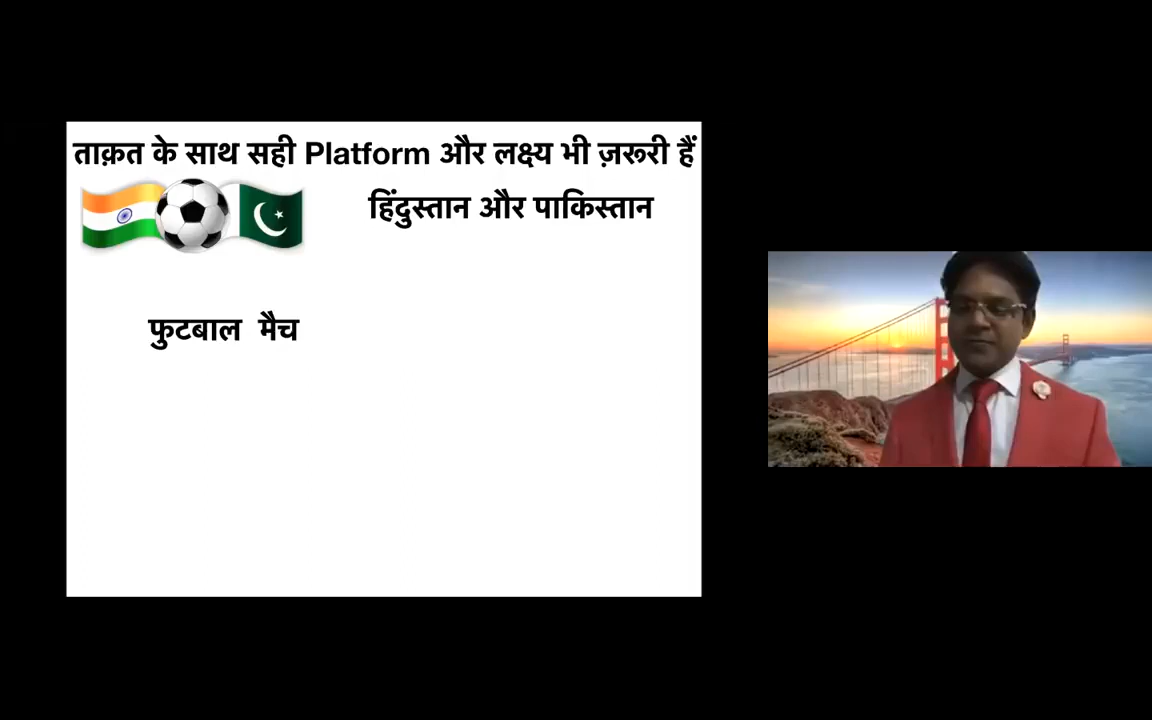 ताक़त के साथ सही Platform और लक्ष्य भी ज़रूरी हैं
हिंदुस्तान और पाकिस्तान
फुटबाल मैच